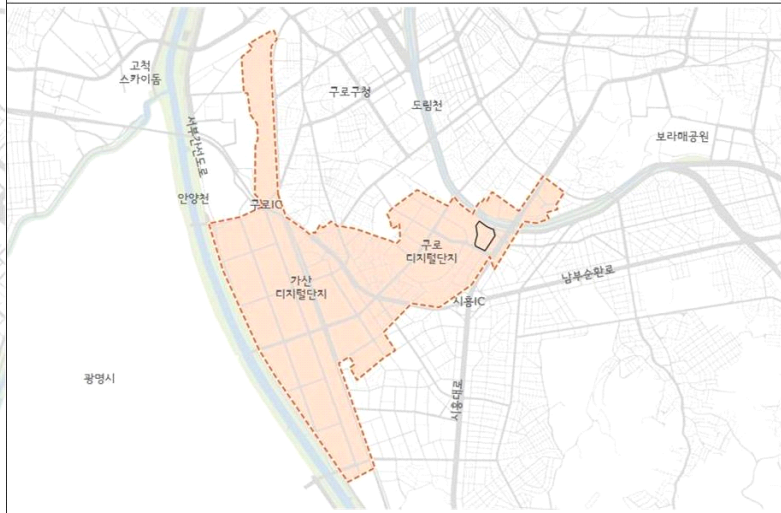 고척
스카이돔
구로구청
도림천
서부간선도로
보라매공원
안양천
구로IC
구로
디지털단지
가산
디지털단지
남부순환로
시흥IC
광명시
시흥대로